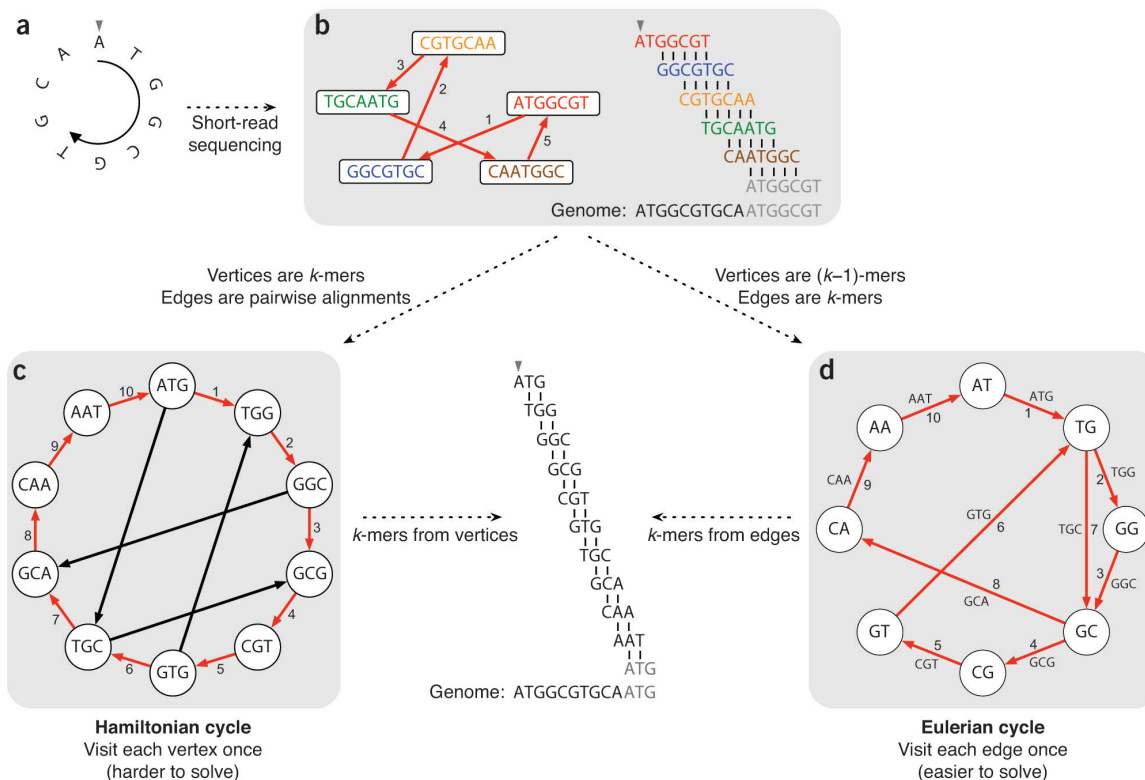 a
A
T
G
G
C
G
T
G
C
A
Short-read
sequencing
b
CGTGCAA
TGCAATG
ATGGCGT
GGCGTGC
CAATGGC
3
2
4
1
5
ATGGCGT
GGCGTGC
CGTGCAA
TGCAATG
CAATGGC
ATGGCGT
Genome: ATGGCGTGCAATGGCGT
Vertices are k-mers
Edges are pairwise alignments
Vertices are (k–1)-mers
Edges are k-mers
c
ATG
TGG
GGC
GCG
CGT
GTG
TGC
GCA
CAA
AAT
1
2
3
4
5
6
7
8
9
10
Hamiltonian cycle
Visit each vertex once
(harder to solve)
k-mers from vertices
ATG
TGG
GGC
GCG
CGT
GTG
TGC
GCA
CAA
AAT
ATG
Genome: ATGGCGTGCAATG
k-mers from edges
d
AT
TG
GG
GC
CG
GT
CA
AA
ATG
1
TGG
2
GGC
3
GCG
4
CGT
5
GTG
6
TGC
7
GCA
8
CAA
9
AAT
10
Eulerian cycle
Visit each edge once
(easier to solve)